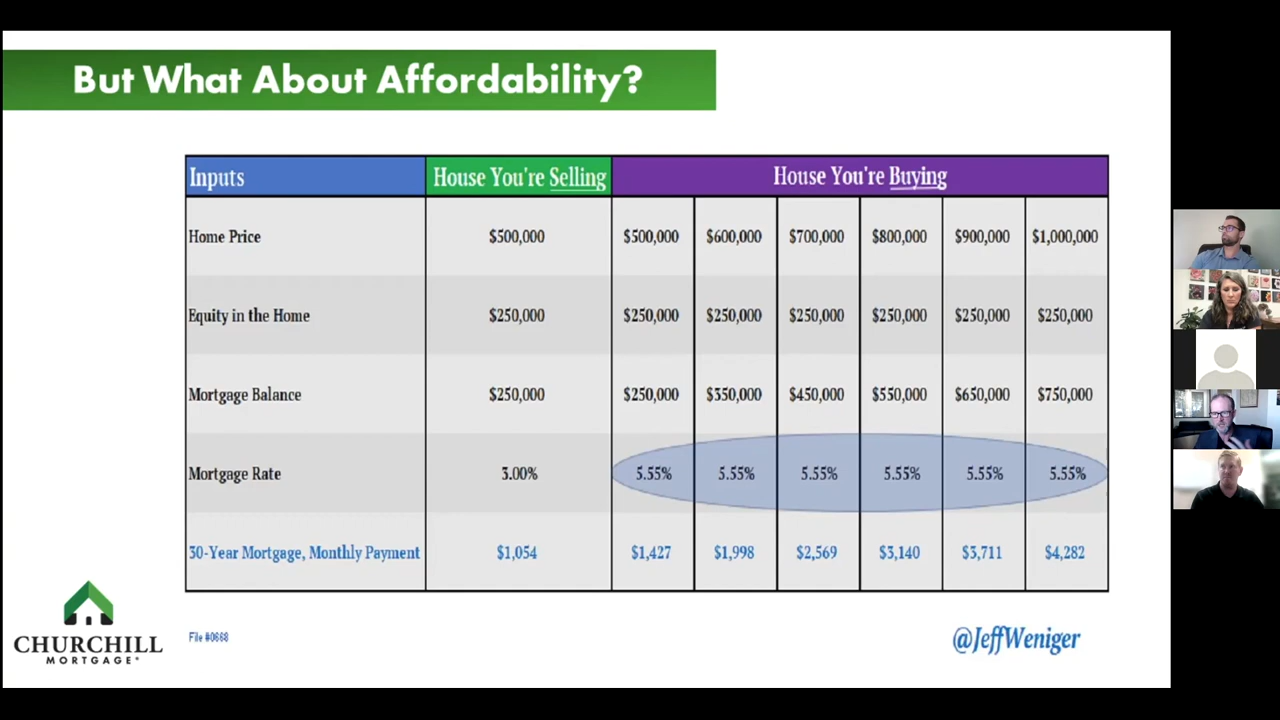 But What About Affordability?
Inputs House You're Selling House You're Buying
Home Price $500,000 $500,000 $600,000 $700,000 $800,000 $900,000 $1,000,000
Equity in the Home $250,000 $250,000 $250,000 $250,000 $250,000 $250,000 $250,000
Mortgage Balance $250,000 $250,000 $350,000 $450,000 $550,000 $650,000 $750,000
Mortgage Rate 3.00% 5.55% 5.55% 5.55% 5.55% 5.55% 5.55%
30-Year Mortgage, Monthly Payment $1,054 $1,427 $1,998 $2,569 $3,140 $3,711 $4,282
CHURCHILL
MORTGAGE
File #0668
@JeffWeniger